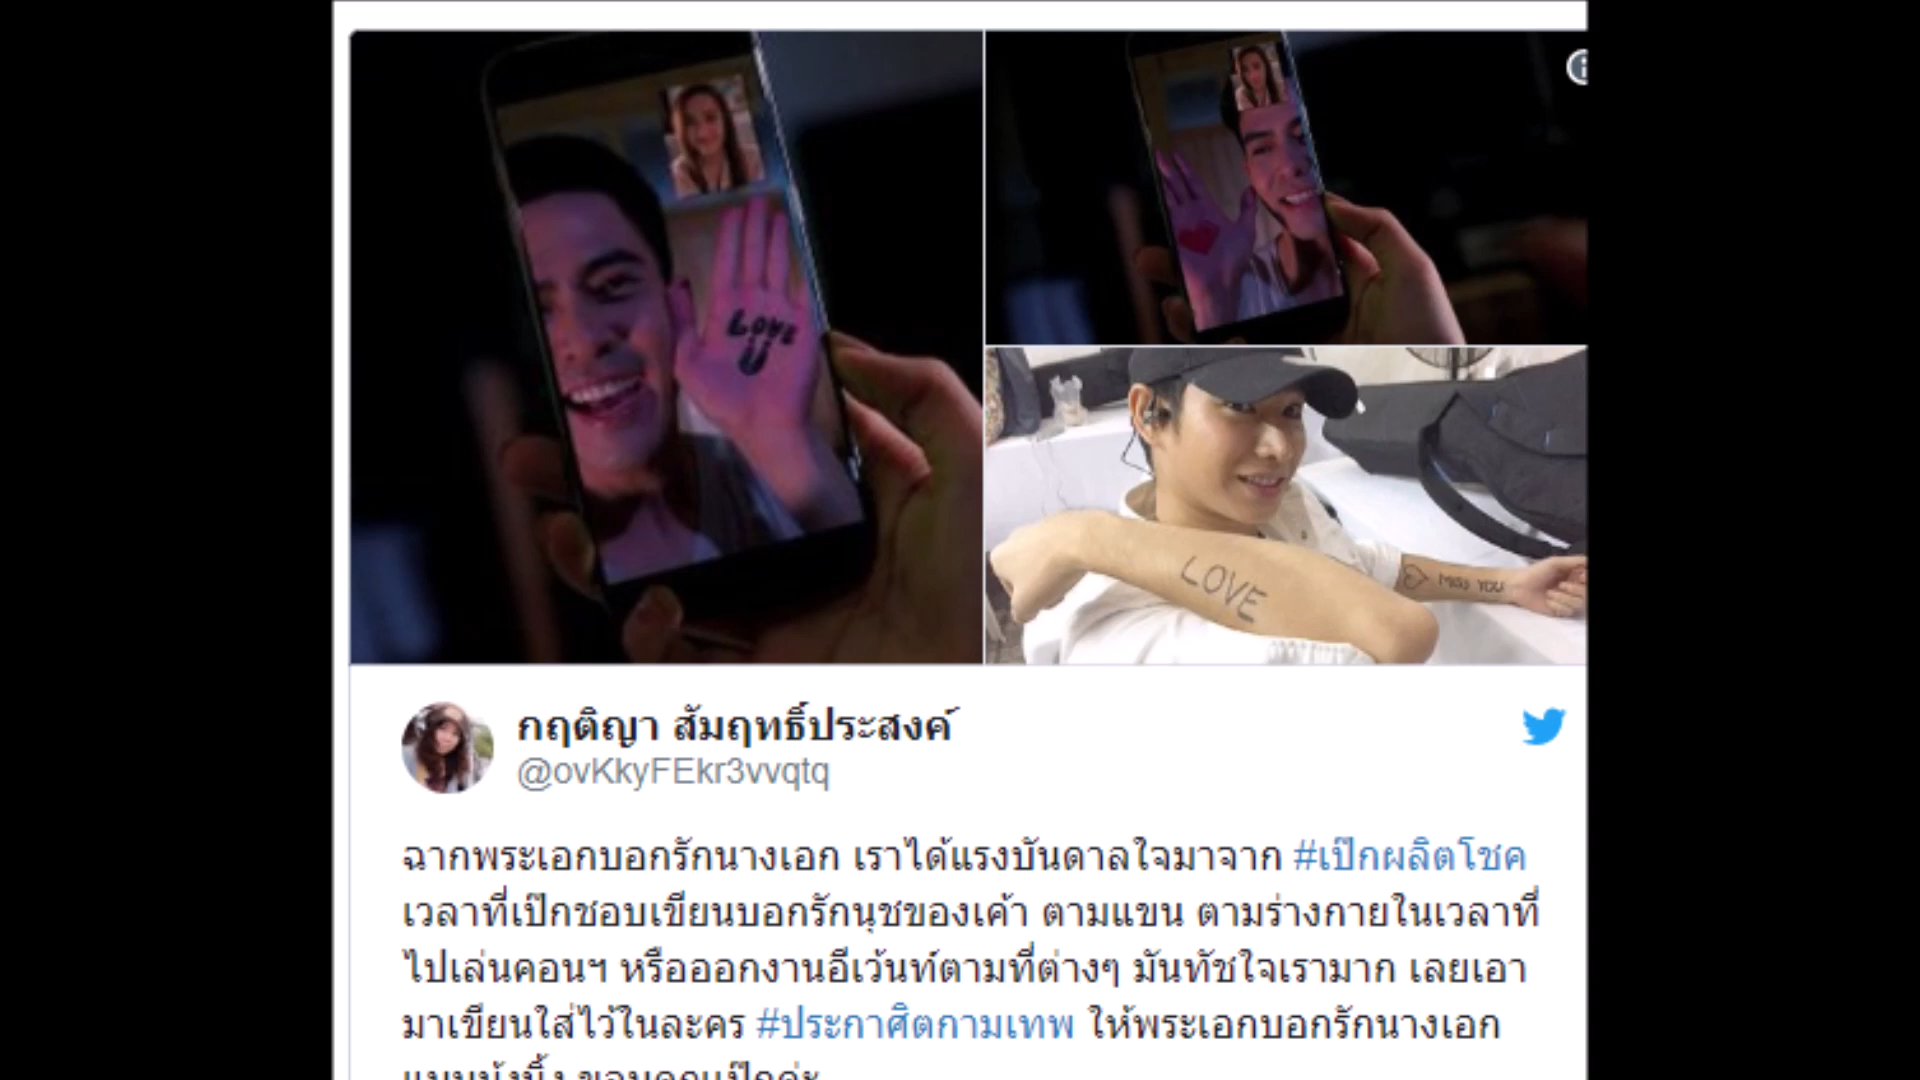 LOVE
U
LOVE
MISS YOU
กฤติญา สัมฤทธิ์ประสงค์
@ovKkyFEkr3vvqtq
ฉากพระเอกบอกรักนางเอก เราได้แรงบันดาลใจมาจาก #เป๊กผลิตโชค
เวลาที่เป๊กชอบเขียนบอกรักนุชของเค้า ตามแขน ตามร่างกายในเวลาที่
ไปเล่นคอนฯ หรือออกงานอีเว้นท์ตามที่ต่างๆ มันทัชใจเรามาก เลยเอา
มาเขียนใส่ไว้ในละคร #ประกาศิตกามเทพ ให้พระเอกบอกรักนางเอก